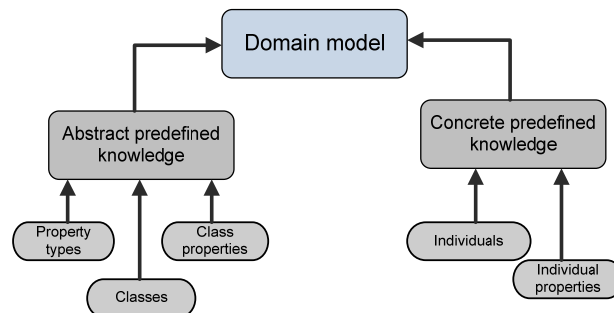 Domain model
Abstract predefined
knowledge
Concrete predefined
knowledge
Property
types
Class
properties
Classes
Individuals
Individual
properties